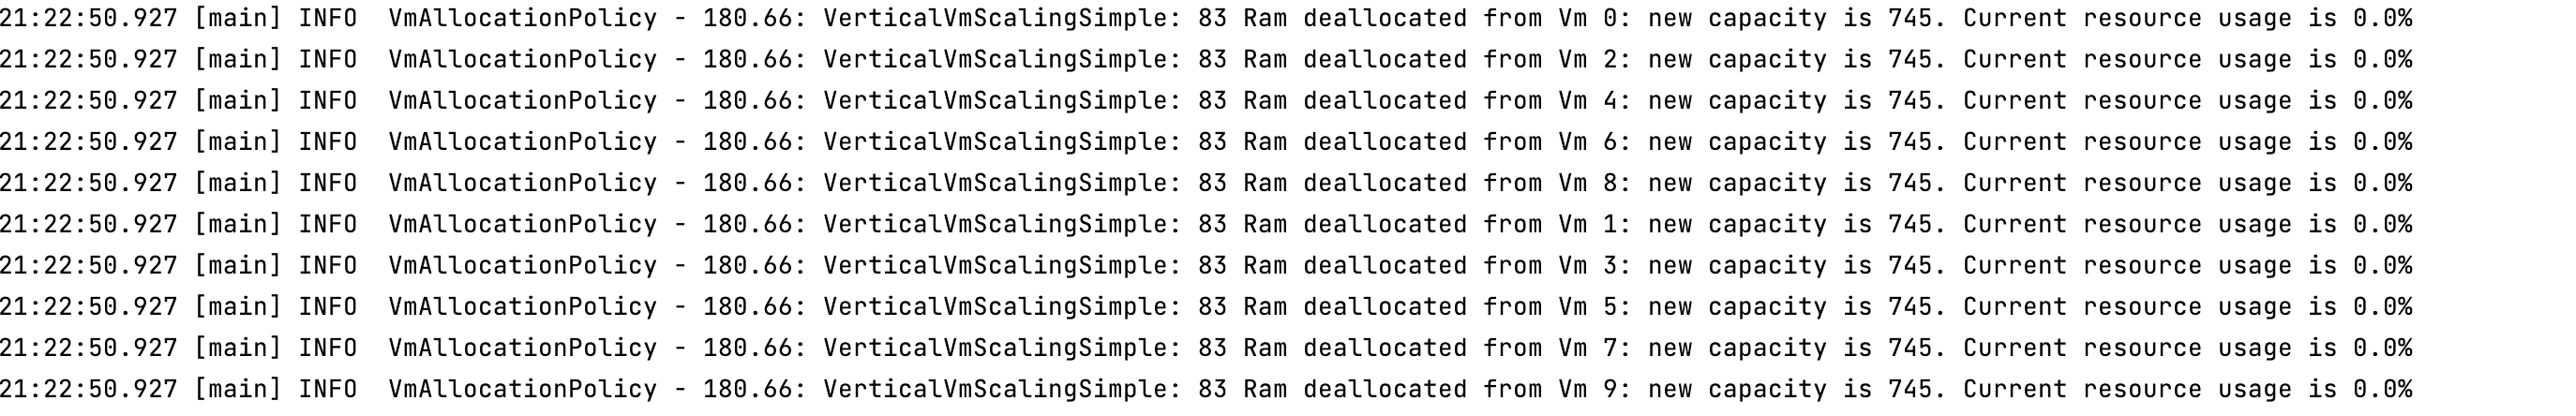 21:22:50.927 [main] INFO  VmAllocationPolicy - 180.66: VerticalVmScalingSimple: 83 Ram deallocated from Vm 0: new capacity is 745. Current resource usage is 0.0%
21:22:50.927 [main] INFO  VmAllocationPolicy - 180.66: VerticalVmScalingSimple: 83 Ram deallocated from Vm 2: new capacity is 745. Current resource usage is 0.0%
21:22:50.927 [main] INFO  VmAllocationPolicy - 180.66: VerticalVmScalingSimple: 83 Ram deallocated from Vm 4: new capacity is 745. Current resource usage is 0.0%
21:22:50.927 [main] INFO  VmAllocationPolicy - 180.66: VerticalVmScalingSimple: 83 Ram deallocated from Vm 6: new capacity is 745. Current resource usage is 0.0%
21:22:50.927 [main] INFO  VmAllocationPolicy - 180.66: VerticalVmScalingSimple: 83 Ram deallocated from Vm 8: new capacity is 745. Current resource usage is 0.0%
21:22:50.927 [main] INFO  VmAllocationPolicy - 180.66: VerticalVmScalingSimple: 83 Ram deallocated from Vm 1: new capacity is 745. Current resource usage is 0.0%
21:22:50.927 [main] INFO  VmAllocationPolicy - 180.66: VerticalVmScalingSimple: 83 Ram deallocated from Vm 3: new capacity is 745. Current resource usage is 0.0%
21:22:50.927 [main] INFO  VmAllocationPolicy - 180.66: VerticalVmScalingSimple: 83 Ram deallocated from Vm 5: new capacity is 745. Current resource usage is 0.0%
21:22:50.927 [main] INFO  VmAllocationPolicy - 180.66: VerticalVmScalingSimple: 83 Ram deallocated from Vm 7: new capacity is 745. Current resource usage is 0.0%
21:22:50.927 [main] INFO  VmAllocationPolicy - 180.66: VerticalVmScalingSimple: 83 Ram deallocated from Vm 9: new capacity is 745. Current resource usage is 0.0%